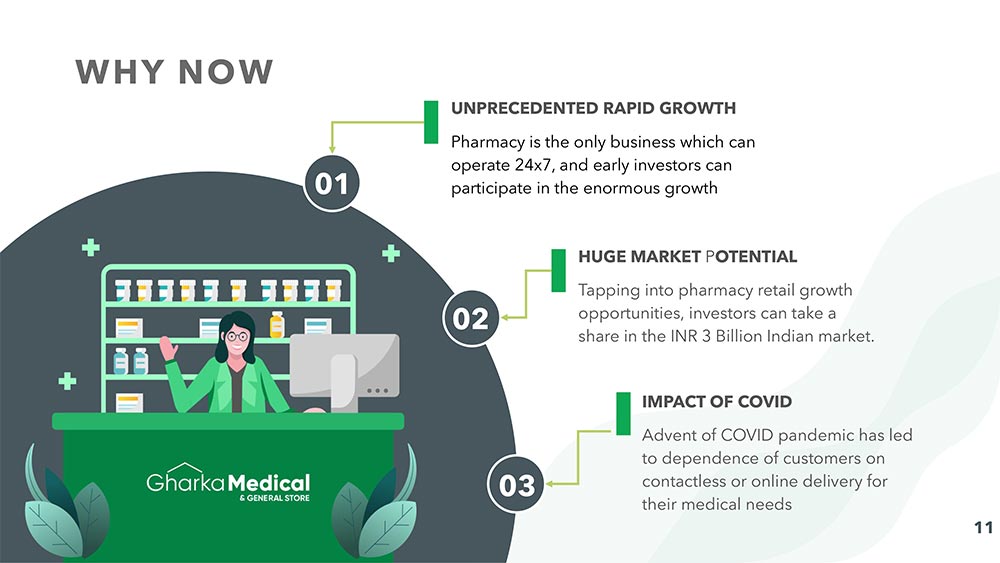 WHY NOW
01
UNPRECEDENTED RAPID GROWTH
Pharmacy is the only business which can
operate 24x7, and early investors can
participate in the enormous growth
02
HUGE MARKET POTENTIAL
Tapping into pharmacy retail growth
opportunities, investors can take a
share in the INR 3 Billion Indian market.
03
IMPACT OF COVID
Advent of COVID pandemic has led
to dependence of customers on
contactless or online delivery for
their medical needs
Gharka Medical
& GENERAL STORE
11